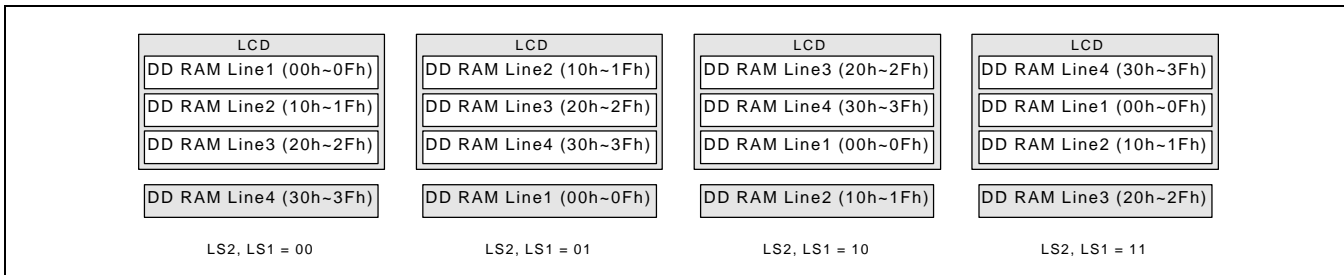 LCD
DD RAM Line1 (00h~0Fh)
DD RAM Line2 (10h~1Fh)
DD RAM Line3 (20h~2Fh)
DD RAM Line4 (30h~3Fh)
LS2, LS1 = 00
LCD
DD RAM Line2 (10h~1Fh)
DD RAM Line3 (20h~2Fh)
DD RAM Line4 (30h~3Fh)
DD RAM Line1 (00h~0Fh)
LS2, LS1 = 01
LCD
DD RAM Line3 (20h~2Fh)
DD RAM Line4 (30h~3Fh)
DD RAM Line1 (00h~0Fh)
DD RAM Line2 (10h~1Fh)
LS2, LS1 = 10
LCD
DD RAM Line4 (30h~3Fh)
DD RAM Line1 (00h~0Fh)
DD RAM Line2 (10h~1Fh)
DD RAM Line3 (20h~2Fh)
LS2, LS1 = 11